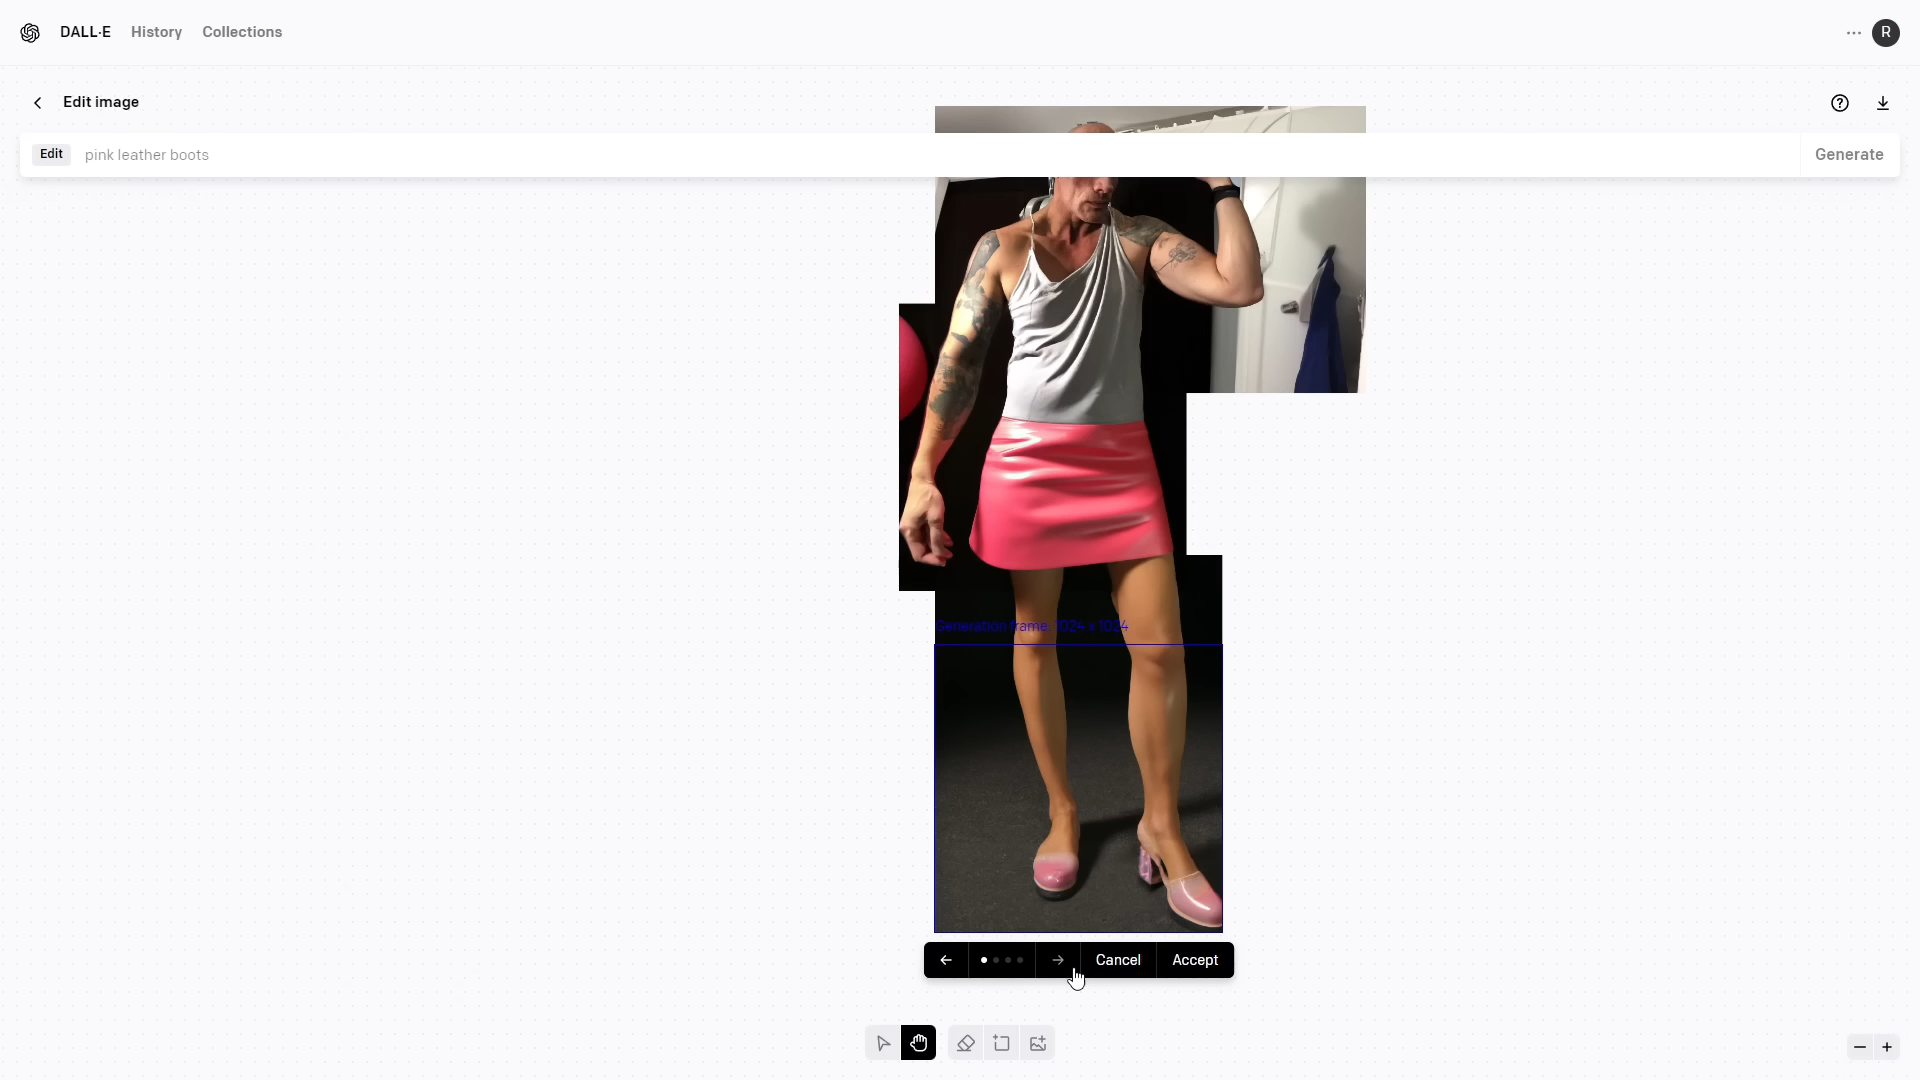 DALL·E History Collections
R
Edit image
Edit pink leather boots Generate
Generation frame: 1024 x 1024
Cancel Accept